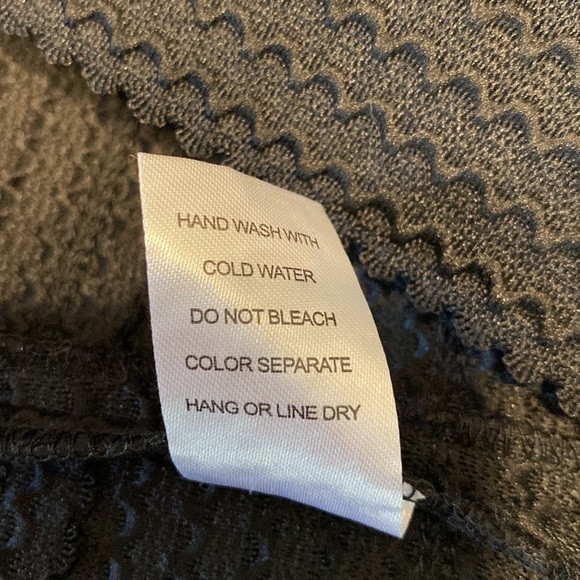 HAND WASH WITH
COLD WATER
DO NOT BLEACH
COLOR SEPARATE
HANG OR LINE DRY